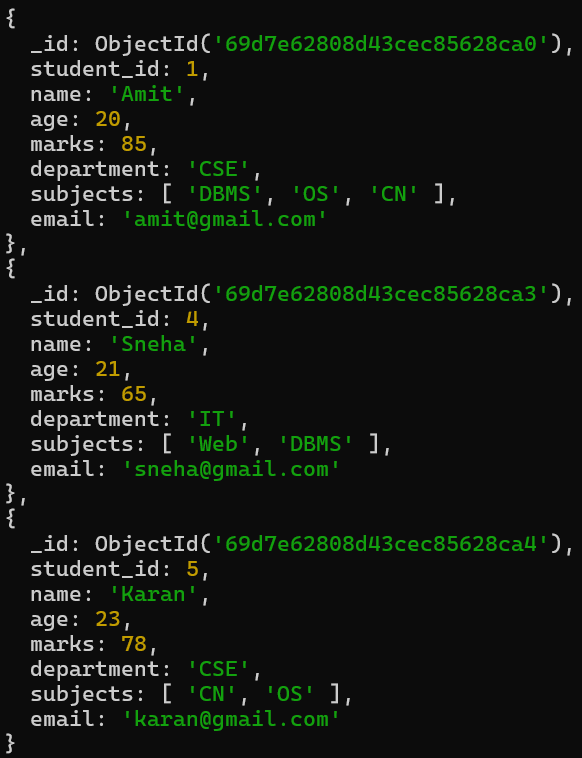 {
  _id: ObjectId('69d7e62808d43cec85628ca0'),
  student_id: 1,
  name: 'Amit',
  age: 20,
  marks: 85,
  department: 'CSE',
  subjects: [ 'DBMS', 'OS', 'CN' ],
  email: 'amit@gmail.com'
},
{
  _id: ObjectId('69d7e62808d43cec85628ca3'),
  student_id: 4,
  name: 'Sneha',
  age: 21,
  marks: 65,
  department: 'IT',
  subjects: [ 'Web', 'DBMS' ],
  email: 'sneha@gmail.com'
},
{
  _id: ObjectId('69d7e62808d43cec85628ca4'),
  student_id: 5,
  name: 'Karan',
  age: 23,
  marks: 78,
  department: 'CSE',
  subjects: [ 'CN', 'OS' ],
  email: 'karan@gmail.com'
}